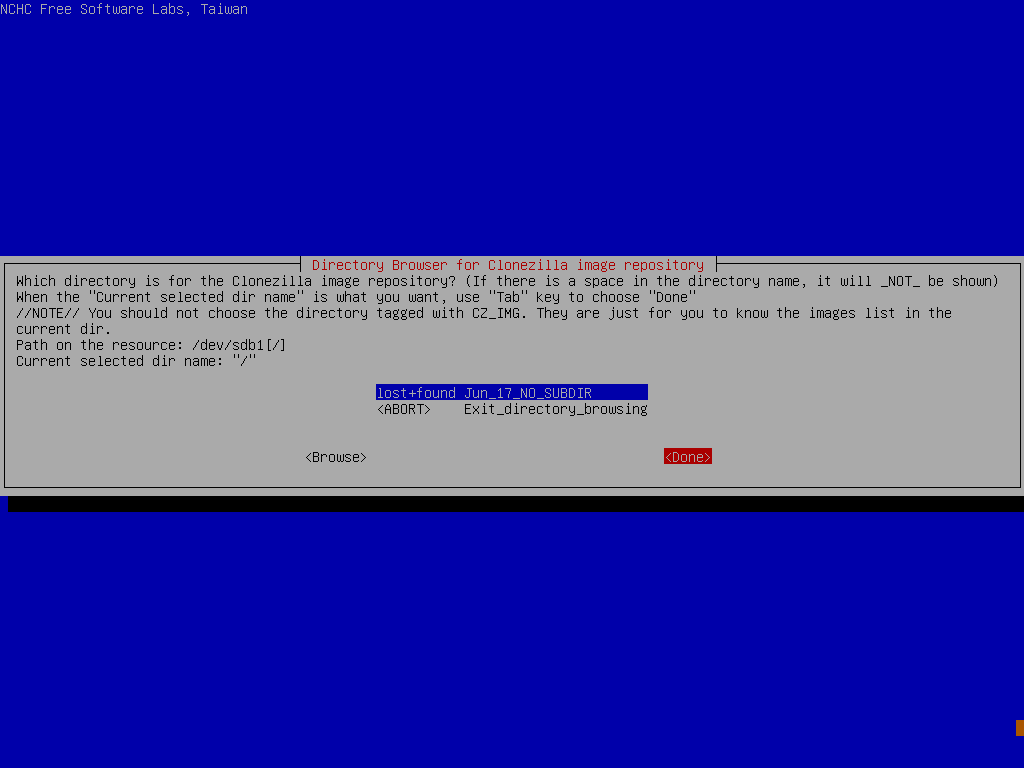 NCHC Free Software Labs, Taiwan
Directory Browser for Clonezilla image repository
Which directory is for the Clonezilla image repository? (If there is a space in the directory name, it will _NOT_ be shown)
When the "Current selected dir name" is what you want, use "Tab" key to choose "Done"
//NOTE// You should not choose the directory tagged with CZ_IMG. They are just for you to know the images list in the
current dir.
Path on the resource: /dev/sdb1[/]
Current selected dir name: "/"
lost+found Jun_17_NO_SUBDIR
<ABORT> Exit_directory_browsing
<Browse> <Done>